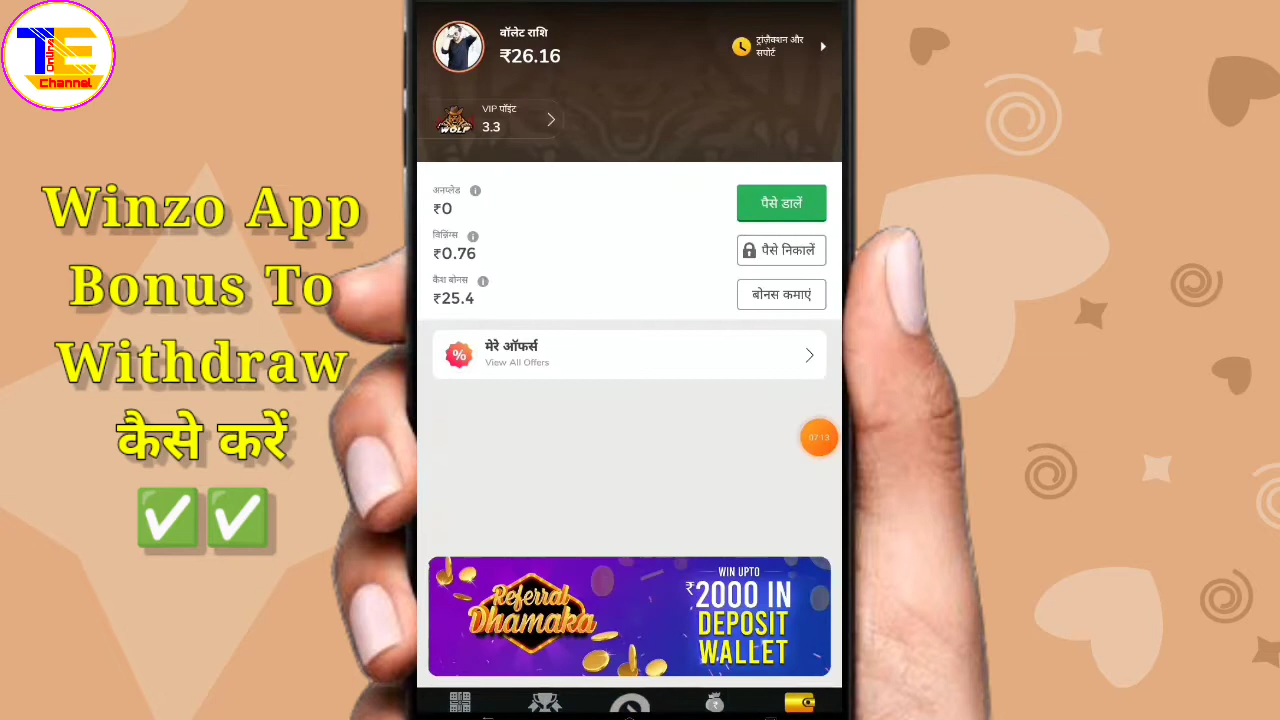 TE
Online
Channel
Winzo App
Bonus To
Withdraw
कैसे करें
वॉलेट राशि
₹26.16
ट्रांज़ैक्शन और
सपोर्ट
WOLF
VIP पॉइंट
3.3
अनप्लेड
₹0
विन्निंग्स
₹0.76
कैश बोनस
₹25.4
पैसे डालें
पैसे निकालें
बोनस कमाएं
%
मेरे ऑफर्स
View All Offers
07:13
Referral
Dhamaka
WIN UPTO
₹2000 IN
DEPOSIT
WALLET